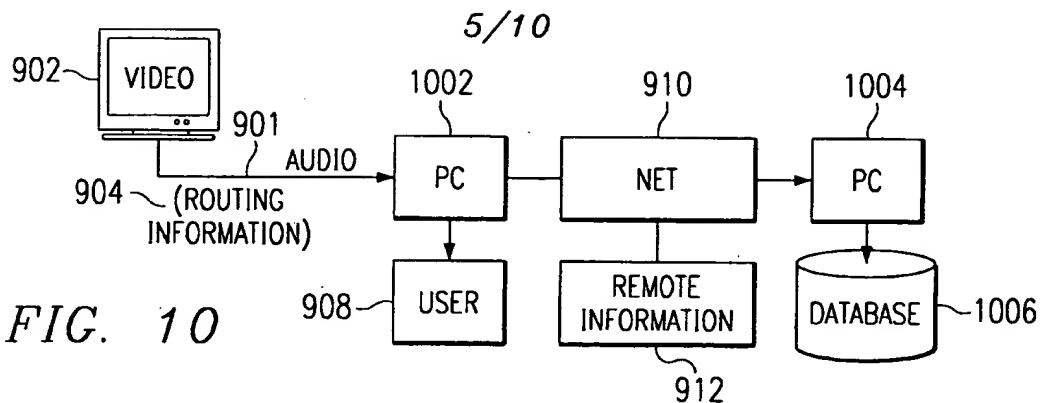 5/10
902
VIDEO
901
904
AUDIO
(ROUTING
INFORMATION)
1002
PC
910
NET
1004
PC
908
USER
REMOTE
INFORMATION
912
DATABASE
1006
FIG. 10